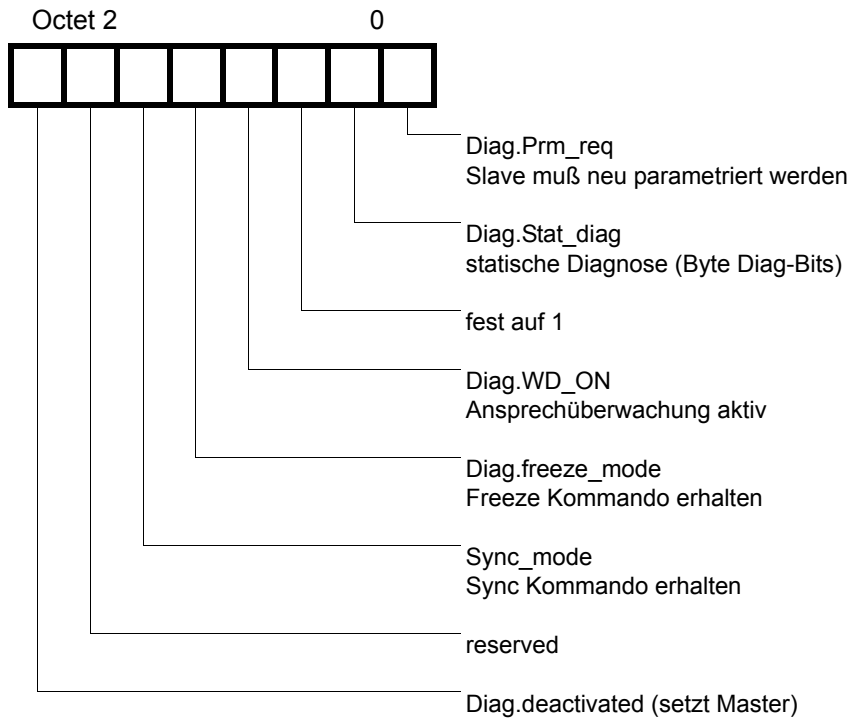 Octet 2 0
Diag.Prm_req
Slave muß neu parametriert werden
Diag.Stat_diag
statische Diagnose (Byte Diag-Bits)
fest auf 1
Diag.WD_ON
Ansprechüberwachung aktiv
Diag.freeze_mode
Freeze Kommando erhalten
Sync_mode
Sync Kommando erhalten
reserved
Diag.deactivated (setzt Master)